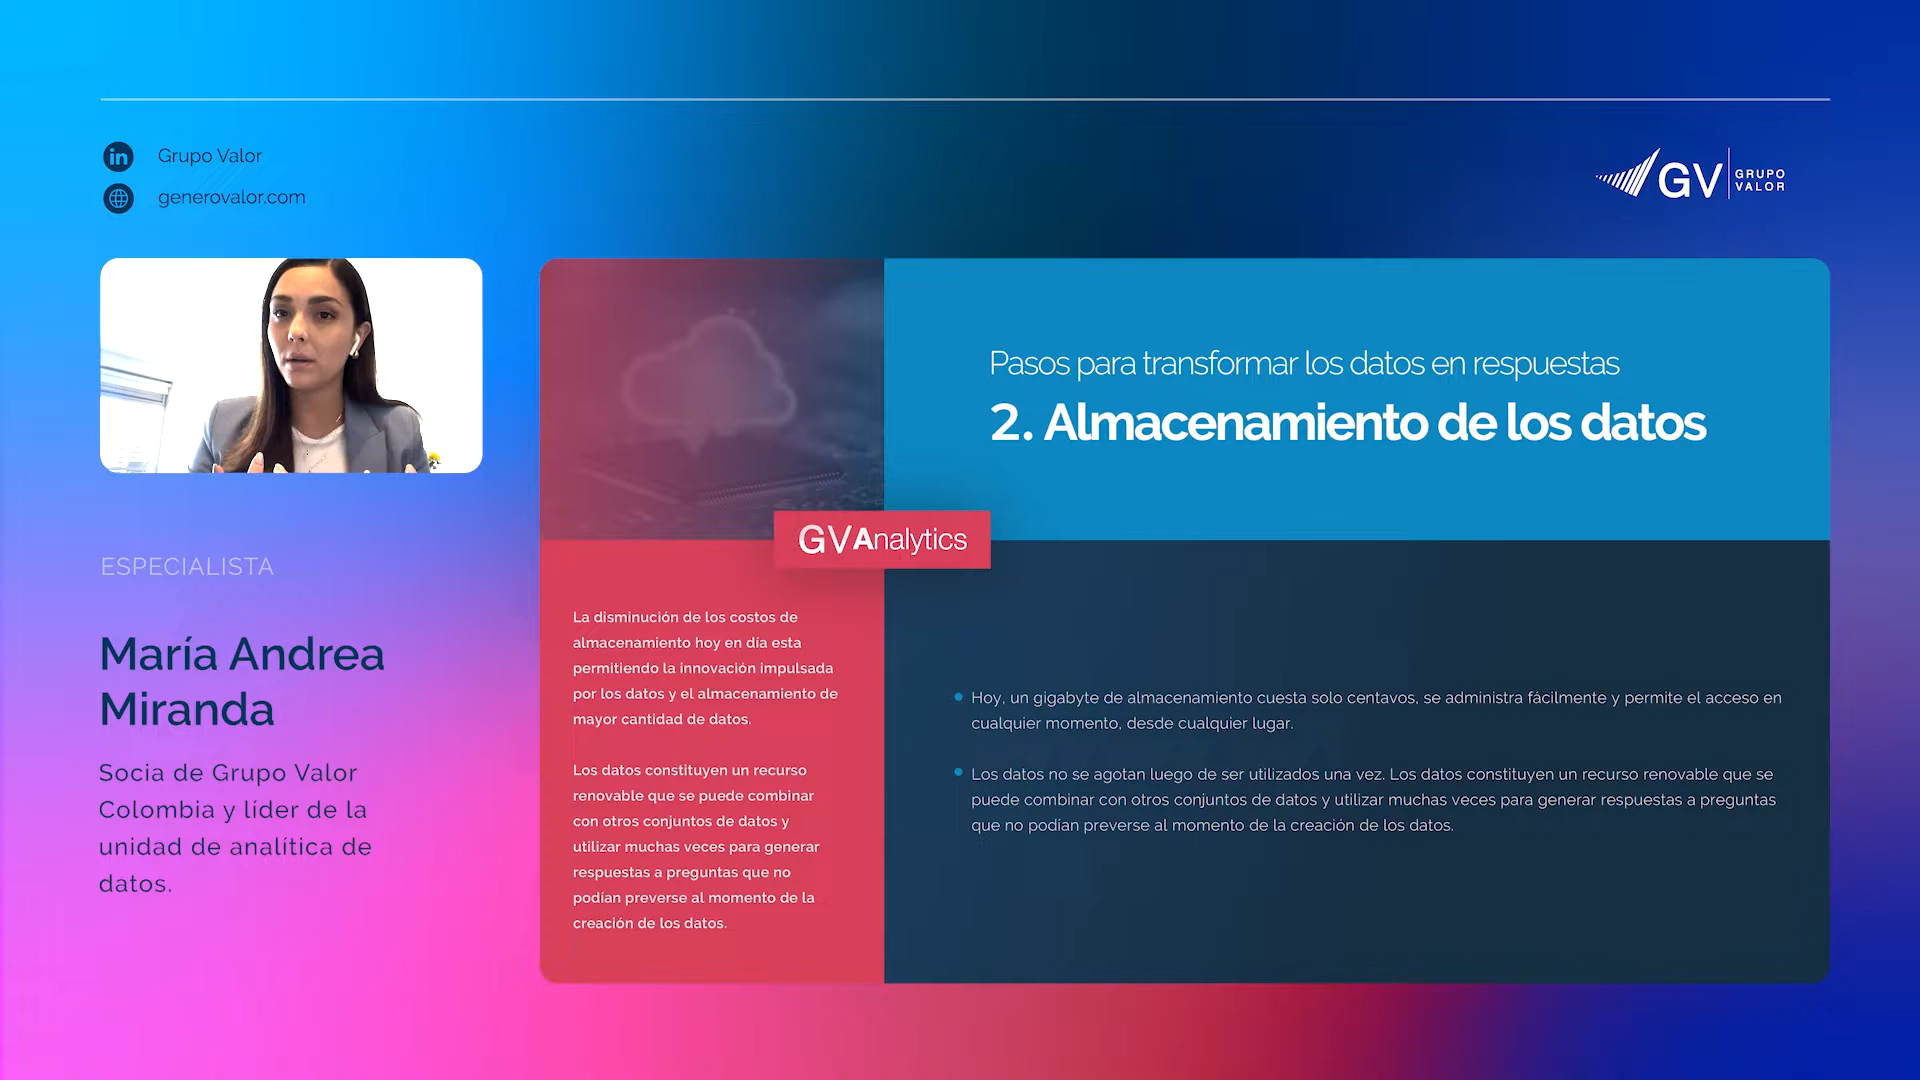 in
Grupo Valor
generovalor.com
GV GRUPO
VALOR
ESPECIALISTA
María Andrea
Miranda
Socia de Grupo Valor
Colombia y líder de la
unidad de analítica de
datos.
Pasos para transformar los datos en respuestas
2. Almacenamiento de los datos
GVAnalytics
La disminución de los costos de
almacenamiento hoy en día esta
permitiendo la innovación impulsada
por los datos y el almacenamiento de
mayor cantidad de datos.
Los datos constituyen un recurso
renovable que se puede combinar
con otros conjuntos de datos y
utilizar muchas veces para generar
respuestas a preguntas que no
podían preverse al momento de la
creación de los datos.
Hoy, un gigabyte de almacenamiento cuesta solo centavos, se administra fácilmente y permite el acceso en
cualquier momento, desde cualquier lugar.
Los datos no se agotan luego de ser utilizados una vez. Los datos constituyen un recurso renovable que se
puede combinar con otros conjuntos de datos y utilizar muchas veces para generar respuestas a preguntas
que no podían preverse al momento de la creación de los datos.